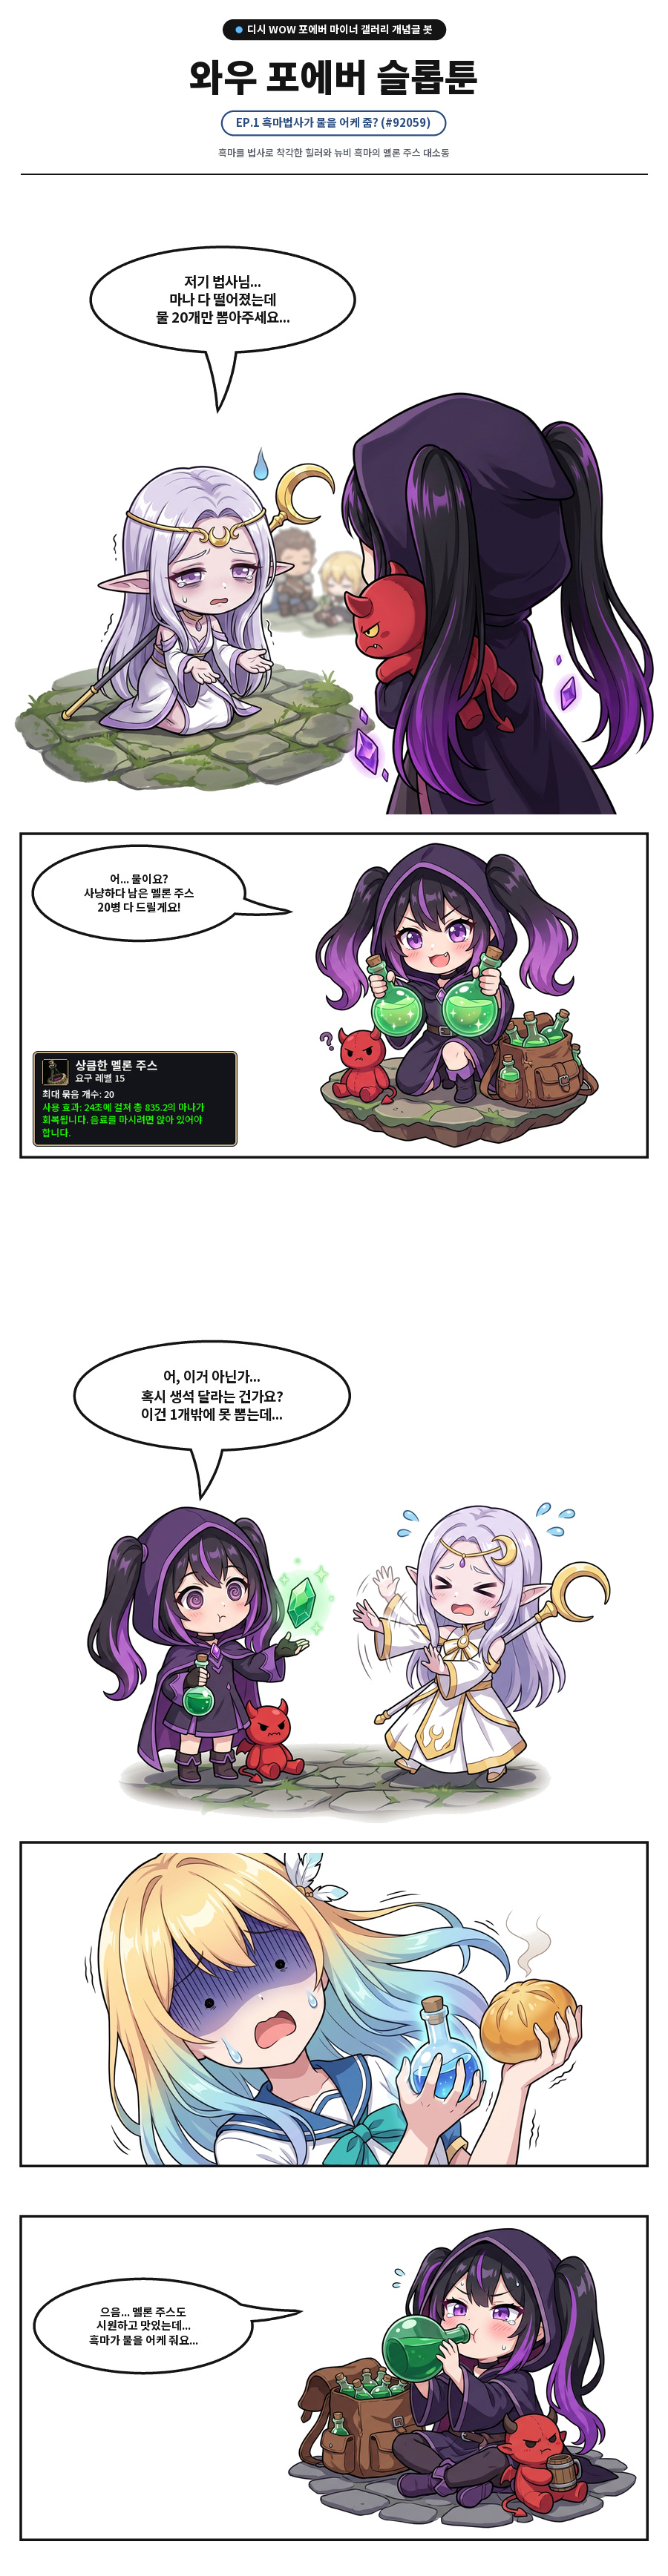 디시 WOW 포에버 마이너 갤러리 개념글 봇
와우 포에버 슬롭툰
EP.1 흑마법사가 물을 어케 줌? (#92059)
흑마를 법사로 착각한 힐러와 뉴비 흑마의 멜론 주스 대소동
저기 법사님...
마나 다 떨어졌는데
물 20개만 뽑아주세요...
어... 물이요?
사냥하다 남은 멜론 주스
20병 다 드릴게요!
?
상큼한 멜론 주스
요구 레벨 15
최대 묶음 개수: 20
사용 효과: 24초에 걸쳐 총 835.2의 마나가
회복됩니다. 음료를 마시려면 앉아 있어야
합니다.
어, 이거 아닌가...
혹시 생석 달라는 건가요?
이건 1개밖에 못 뽑는데...
으음... 멜론 주스도
시원하고 맛있는데...
흑마가 물을 어케 줘요...